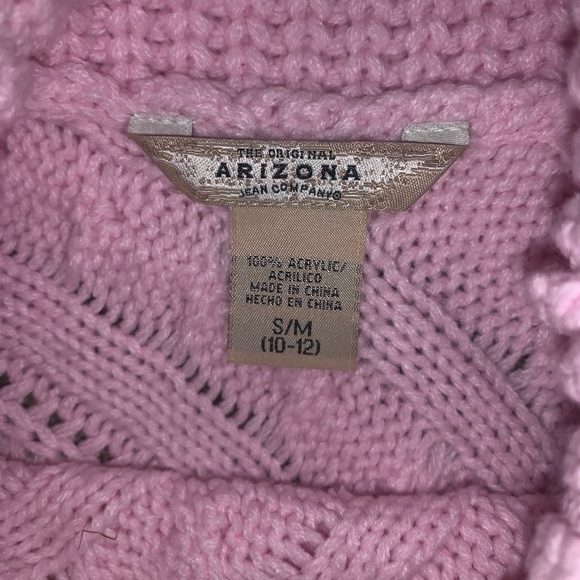 THE ORIGINAL
ARIZONA
JEAN COMPANY®
100% ACRYLIC/
ACRILICO
MADE IN CHINA
HECHO EN CHINA
S/M
(10-12)